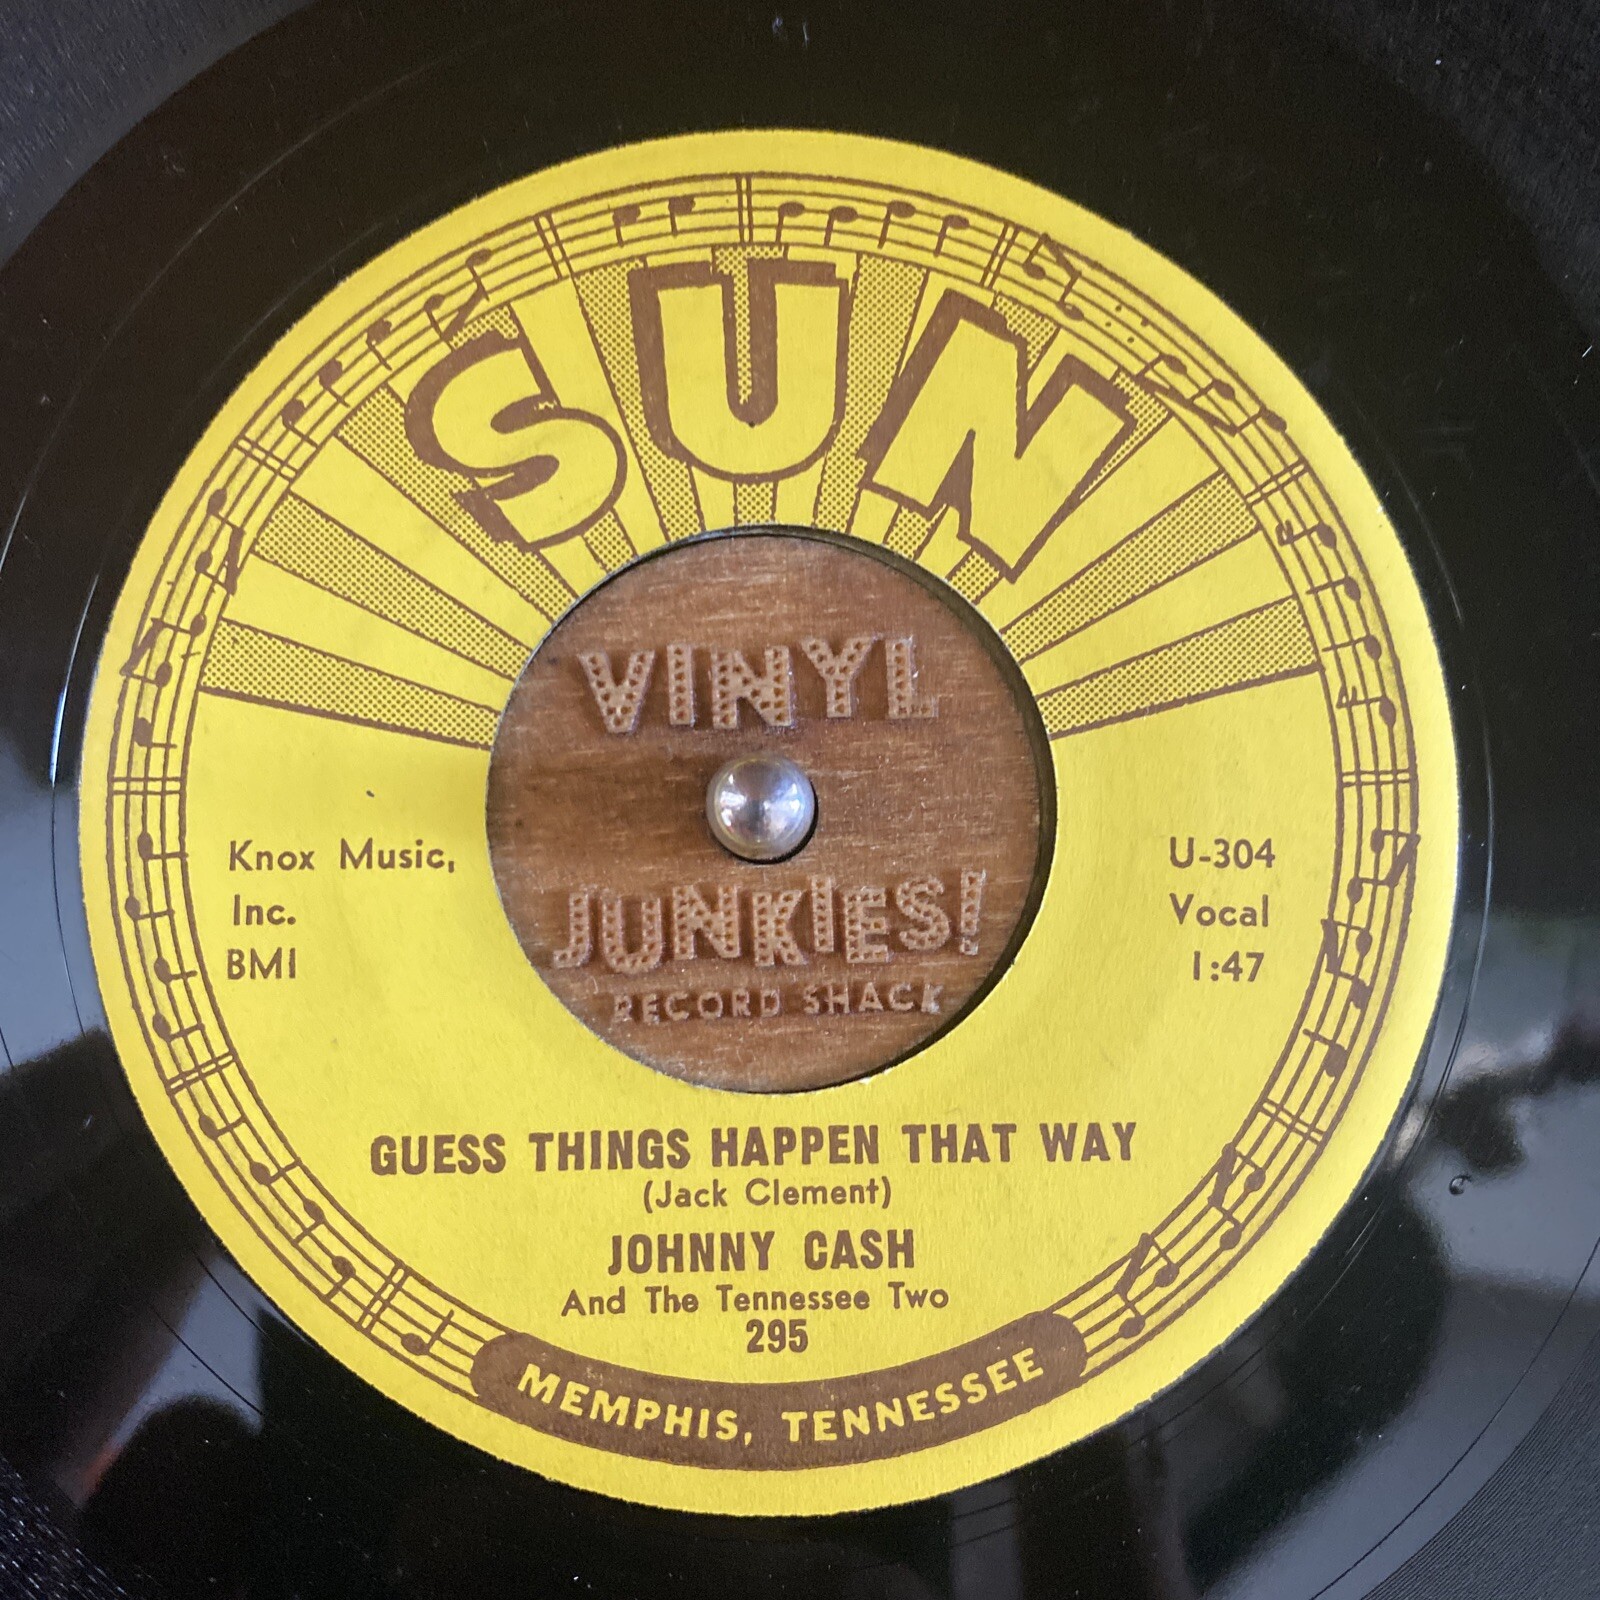 SUN
VINYL
JUNKIES!
RECORD SHACK
Knox Music,
Inc.
BMI
U-304
Vocal
1:47
GUESS THINGS HAPPEN THAT WAY
(Jack Clement)
JOHNNY CASH
And The Tennessee Two
295
MEMPHIS, TENNESSEE